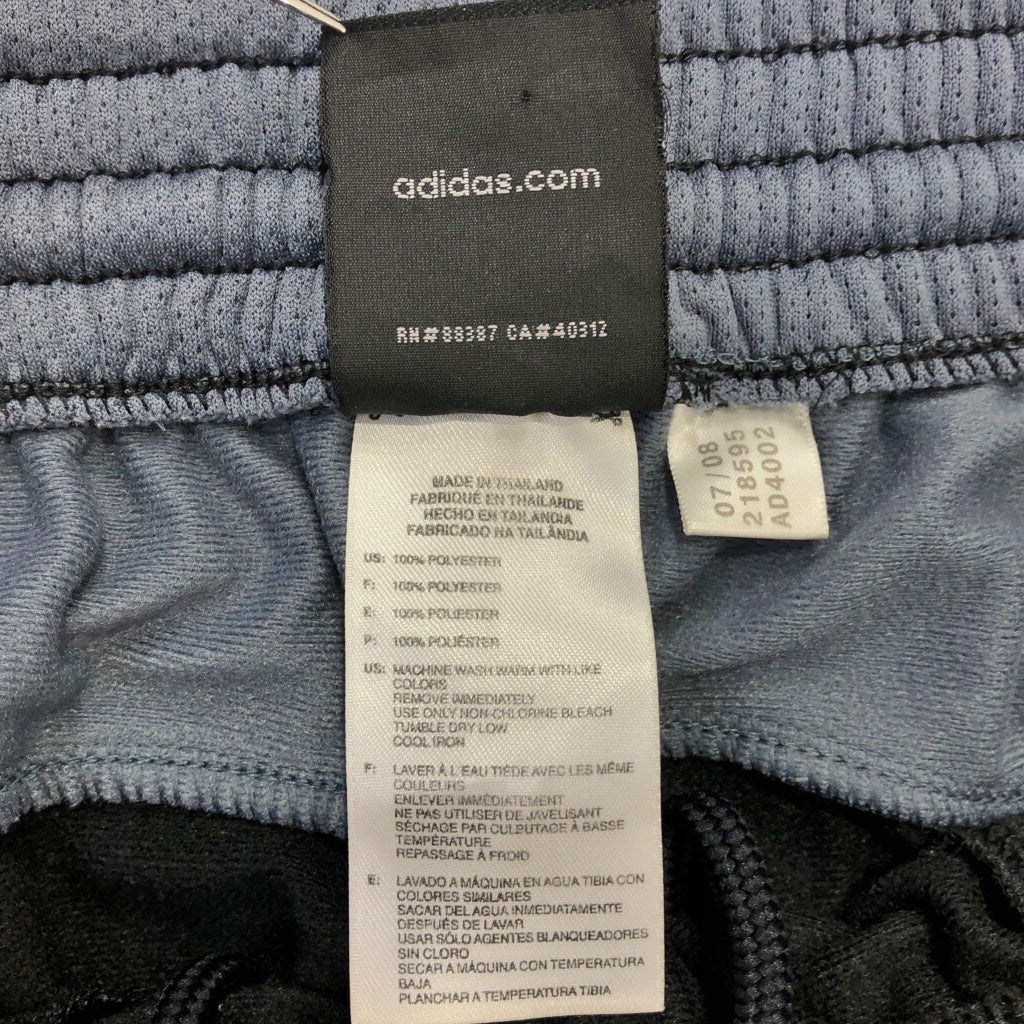 adidas.com
RN#88387 CA#40312
MADE IN THAILAND
FABRIQUÉ EN THAILANDE
HECHO EN TAILANDIA
FABRICADO NA TAILÂNDIA
US: 100% POLYESTER
F: 100% POLYESTER
E: 100% POLIESTER
P: 100% POLIÉSTER
US: MACHINE WASH WARM WITH LIKE
COLORS
REMOVE IMMEDIATELY
USE ONLY NON-CHLORINE BLEACH
TUMBLE DRY LOW
COOL IRON
F: LAVER À L'EAU TIÈDE AVEC LES MÊME
COULEURS
ENLEVER IMMÉDIATEMENT
NE PAS UTILISER DE JAVELISANT
SÉCHAGE PAR CULBUTAGE À BASSE
TEMPÉRATURE
REPASSAGE À FROID
E: LAVADO A MÁQUINA EN AGUA TIBIA CON
COLORES SIMILARES
SACAR DEL AGUA INMEDIATAMENTE
DESPUÉS DE LAVAR
USAR SÓLO AGENTES BLANQUEADORES
SIN CLORO
SECAR A MÁQUINA CON TEMPERATURA
BAJA
PLANCHAR A TEMPERATURA TIBIA
07/08
218595
AD4002